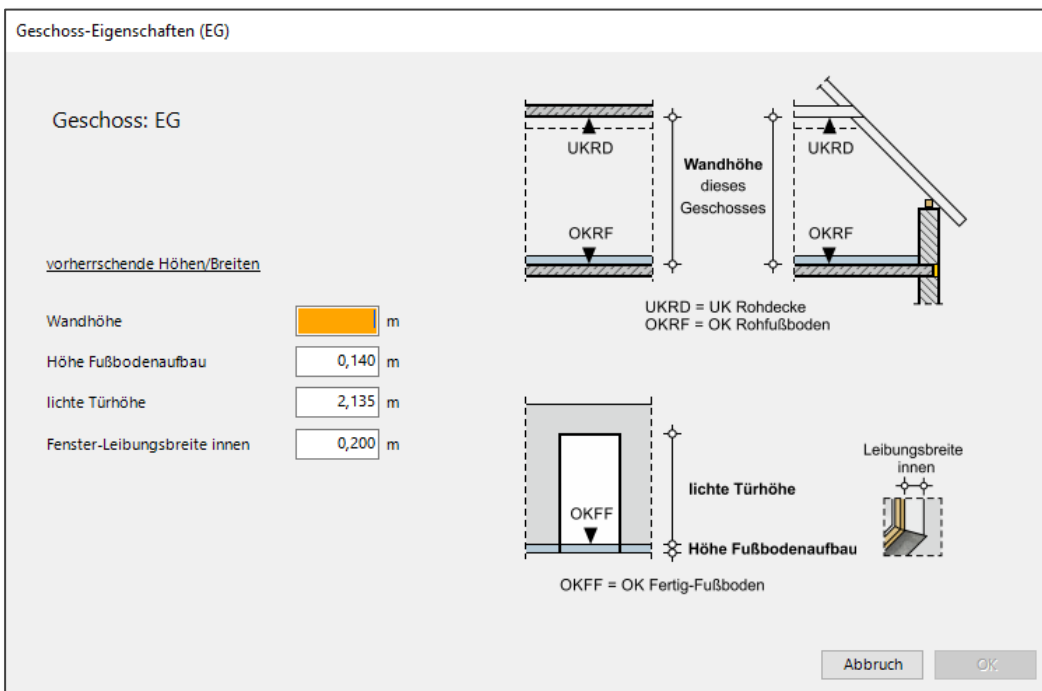 Geschoss-Eigenschaften (EG)
Geschoss: EG
vorherrschende Höhen/Breiten
Wandhöhe m
Höhe Fußbodenaufbau 0,140 m
lichte Türhöhe 2,135 m
Fenster-Leibungsbreite innen 0,200 m
UKRD
UKRD
Wandhöhe
dieses
Geschosses
OKRF
OKRF
UKRD = UK Rohdecke
OKRF = OK Rohfußboden
lichte Türhöhe
OKFF
Höhe Fußbodenaufbau
OKFF = OK Fertig-Fußboden
Leibungsbreite
innen
Abbruch
OK